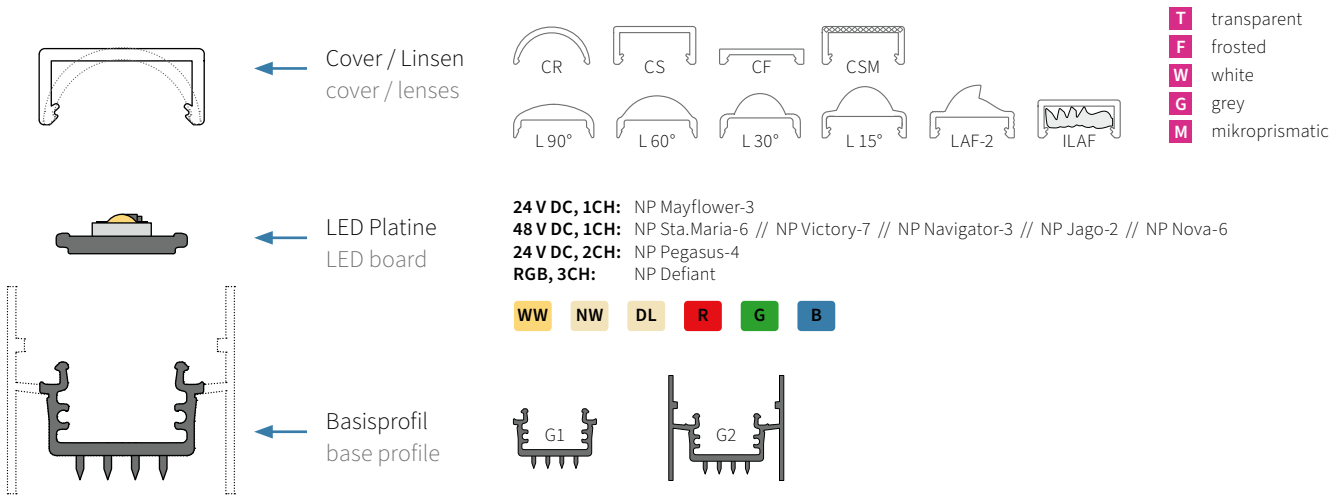 Cover / Linsen
cover / lenses
CR CS CF CSM
L 90° L 60° L 30° L 15° LAF-2 ILAF
T transparent
F frosted
W white
G grey
M mikroprismatic
LED Platine
LED board
24 V DC, 1CH: NP Mayflower-3
48 V DC, 1CH: NP Sta.Maria-6 // NP Victory-7 // NP Navigator-3 // NP Jago-2 // NP Nova-6
24 V DC, 2CH: NP Pegasus-4
RGB, 3CH: NP Defiant
WW NW DL R G B
Basisprofil
base profile
G1 G2